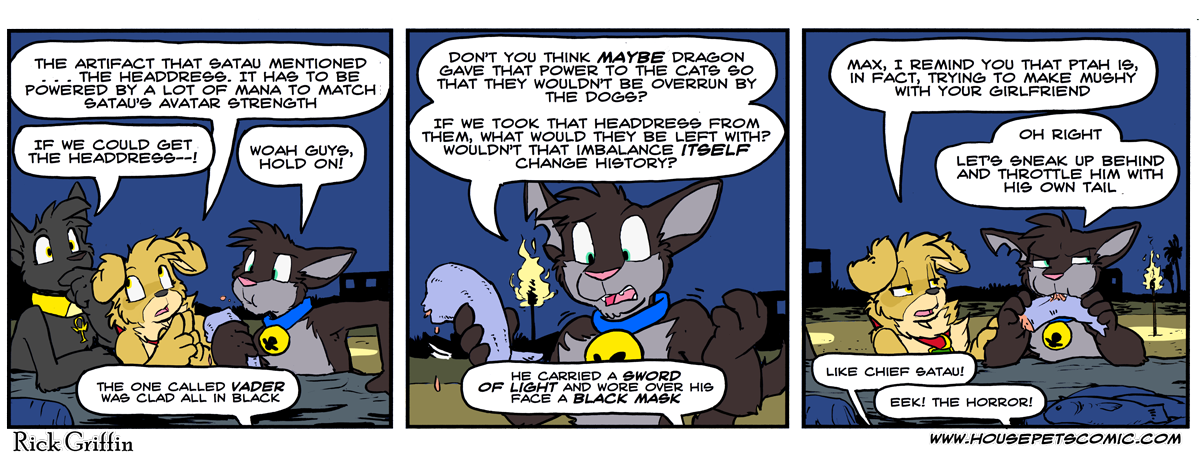 THE ARTIFACT THAT SATAU MENTIONED
. . . THE HEADDRESS. IT HAS TO BE
POWERED BY A LOT OF MANA TO MATCH
SATAU'S AVATAR STRENGTH
IF WE COULD GET
THE HEADDRESS--!
WOAH GUYS,
HOLD ON!
THE ONE CALLED VADER
WAS CLAD ALL IN BLACK
DON'T YOU THINK MAYBE DRAGON
GAVE THAT POWER TO THE CATS SO
THAT THEY WOULDN'T BE OVERRUN BY
THE DOGS?
IF WE TOOK THAT HEADDRESS FROM
THEM, WHAT WOULD THEY BE LEFT WITH?
WOULDN'T THAT IMBALANCE ITSELF
CHANGE HISTORY?
HE CARRIED A SWORD
OF LIGHT AND WORE OVER HIS
FACE A BLACK MASK
MAX, I REMIND YOU THAT PTAH IS,
IN FACT, TRYING TO MAKE MUSHY
WITH YOUR GIRLFRIEND
OH RIGHT
LET'S SNEAK UP BEHIND
AND THROTTLE HIM WITH
HIS OWN TAIL
LIKE CHIEF SATAU!
EEK! THE HORROR!
Rick Griffin
WWW.HOUSEPETSCOMIC.COM